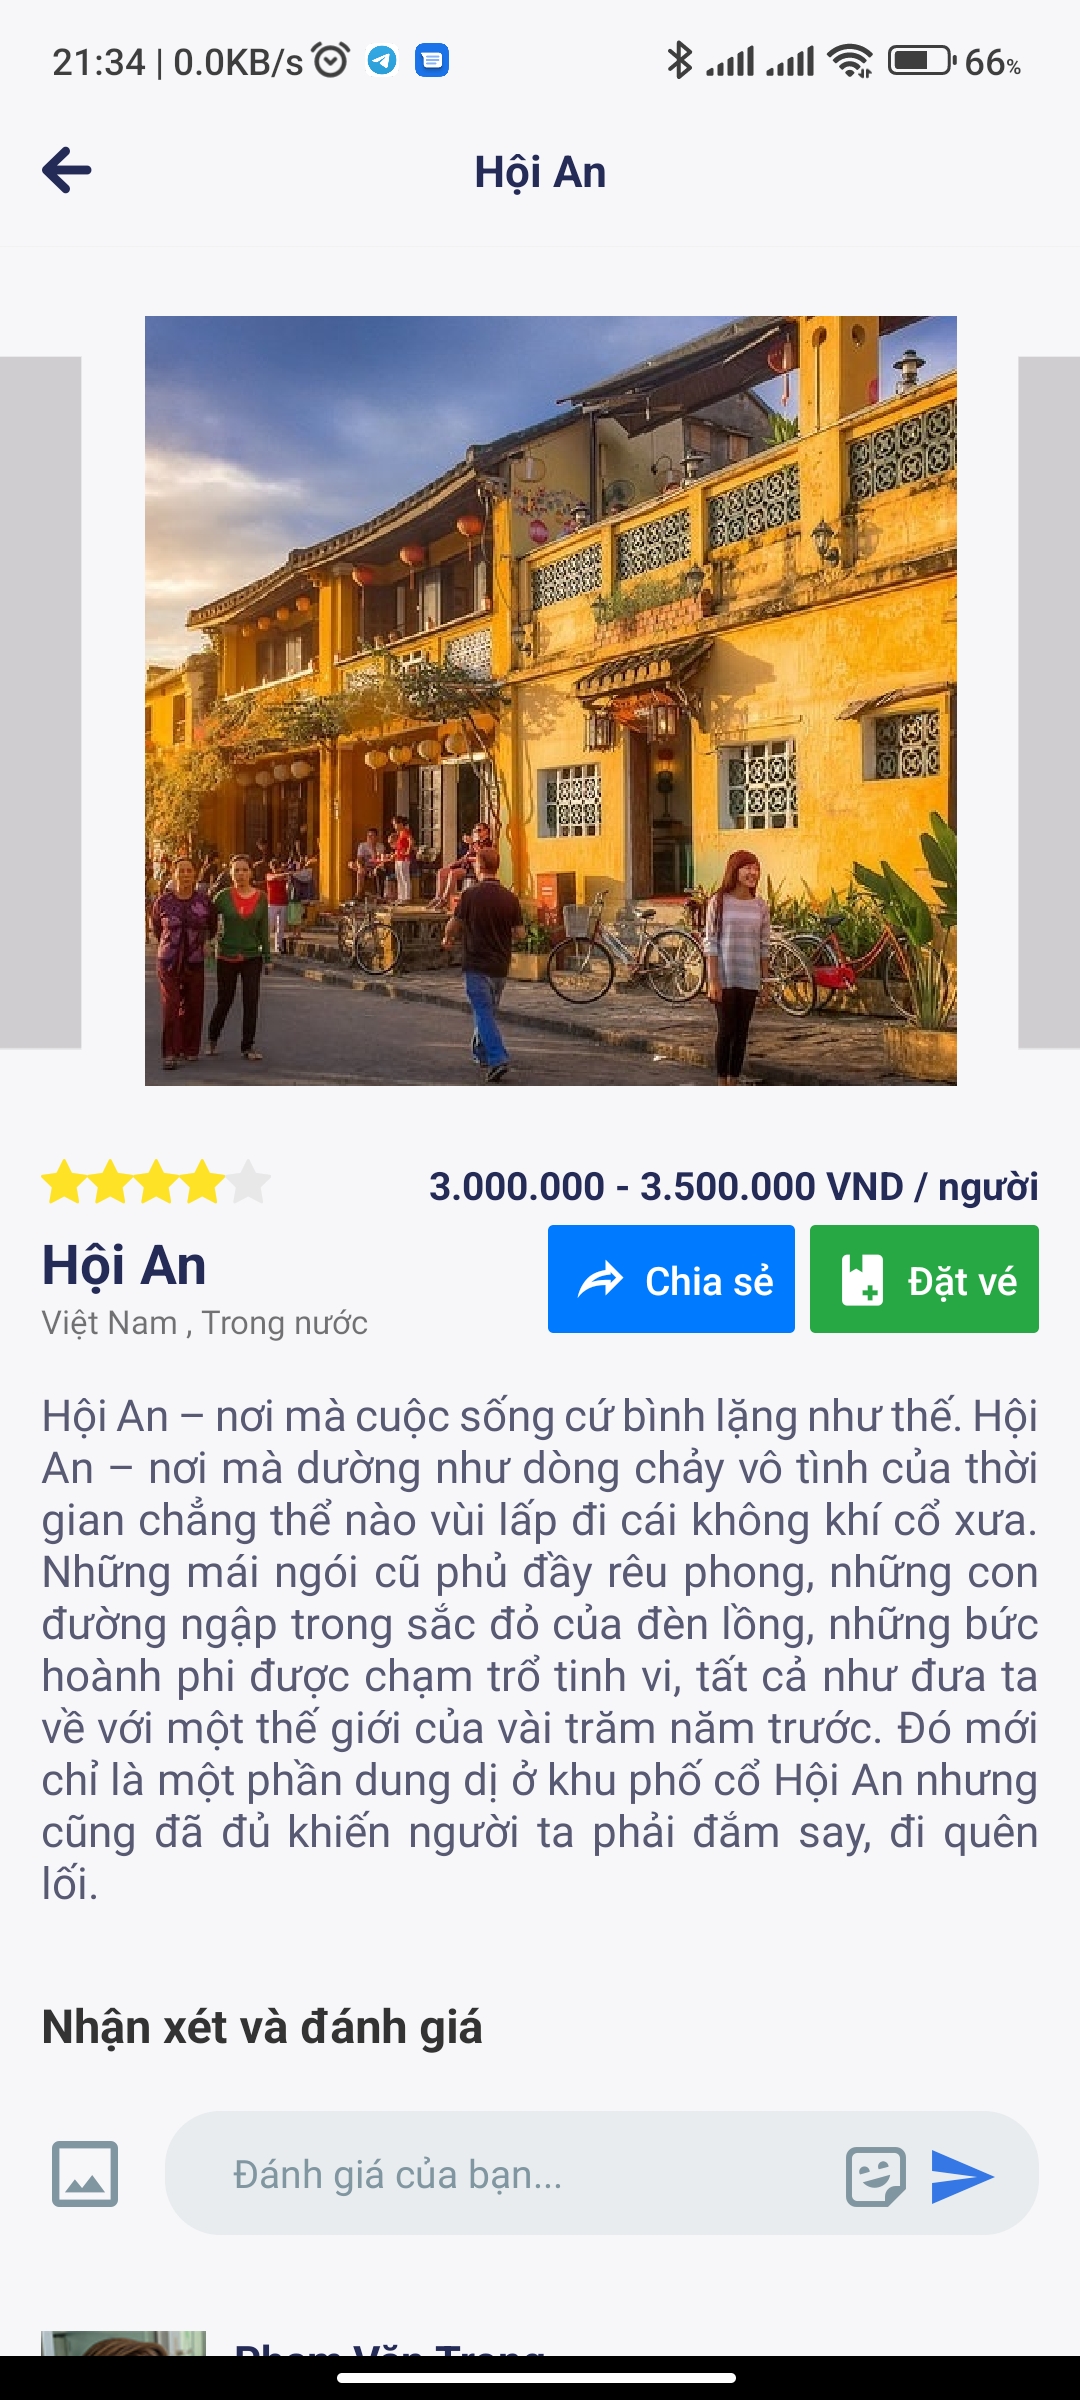 21:34 | 0.0KB/s
66%
Hội An
3.000.000 - 3.500.000 VND / người
Hội An
Chia sẻ
Đặt vé
Việt Nam , Trong nước
Hội An – nơi mà cuộc sống cứ bình lặng như thế. Hội
An – nơi mà dường như dòng chảy vô tình của thời
gian chẳng thể nào vùi lấp đi cái không khí cổ xưa.
Những mái ngói cũ phủ đầy rêu phong, những con
đường ngập trong sắc đỏ của đèn lồng, những bức
hoành phi được chạm trổ tinh vi, tất cả như đưa ta
về với một thế giới của vài trăm năm trước. Đó mới
chỉ là một phần dung dị ở khu phố cổ Hội An nhưng
cũng đã đủ khiến người ta phải đắm say, đi quên
lối.
Nhận xét và đánh giá
Đánh giá của bạn...